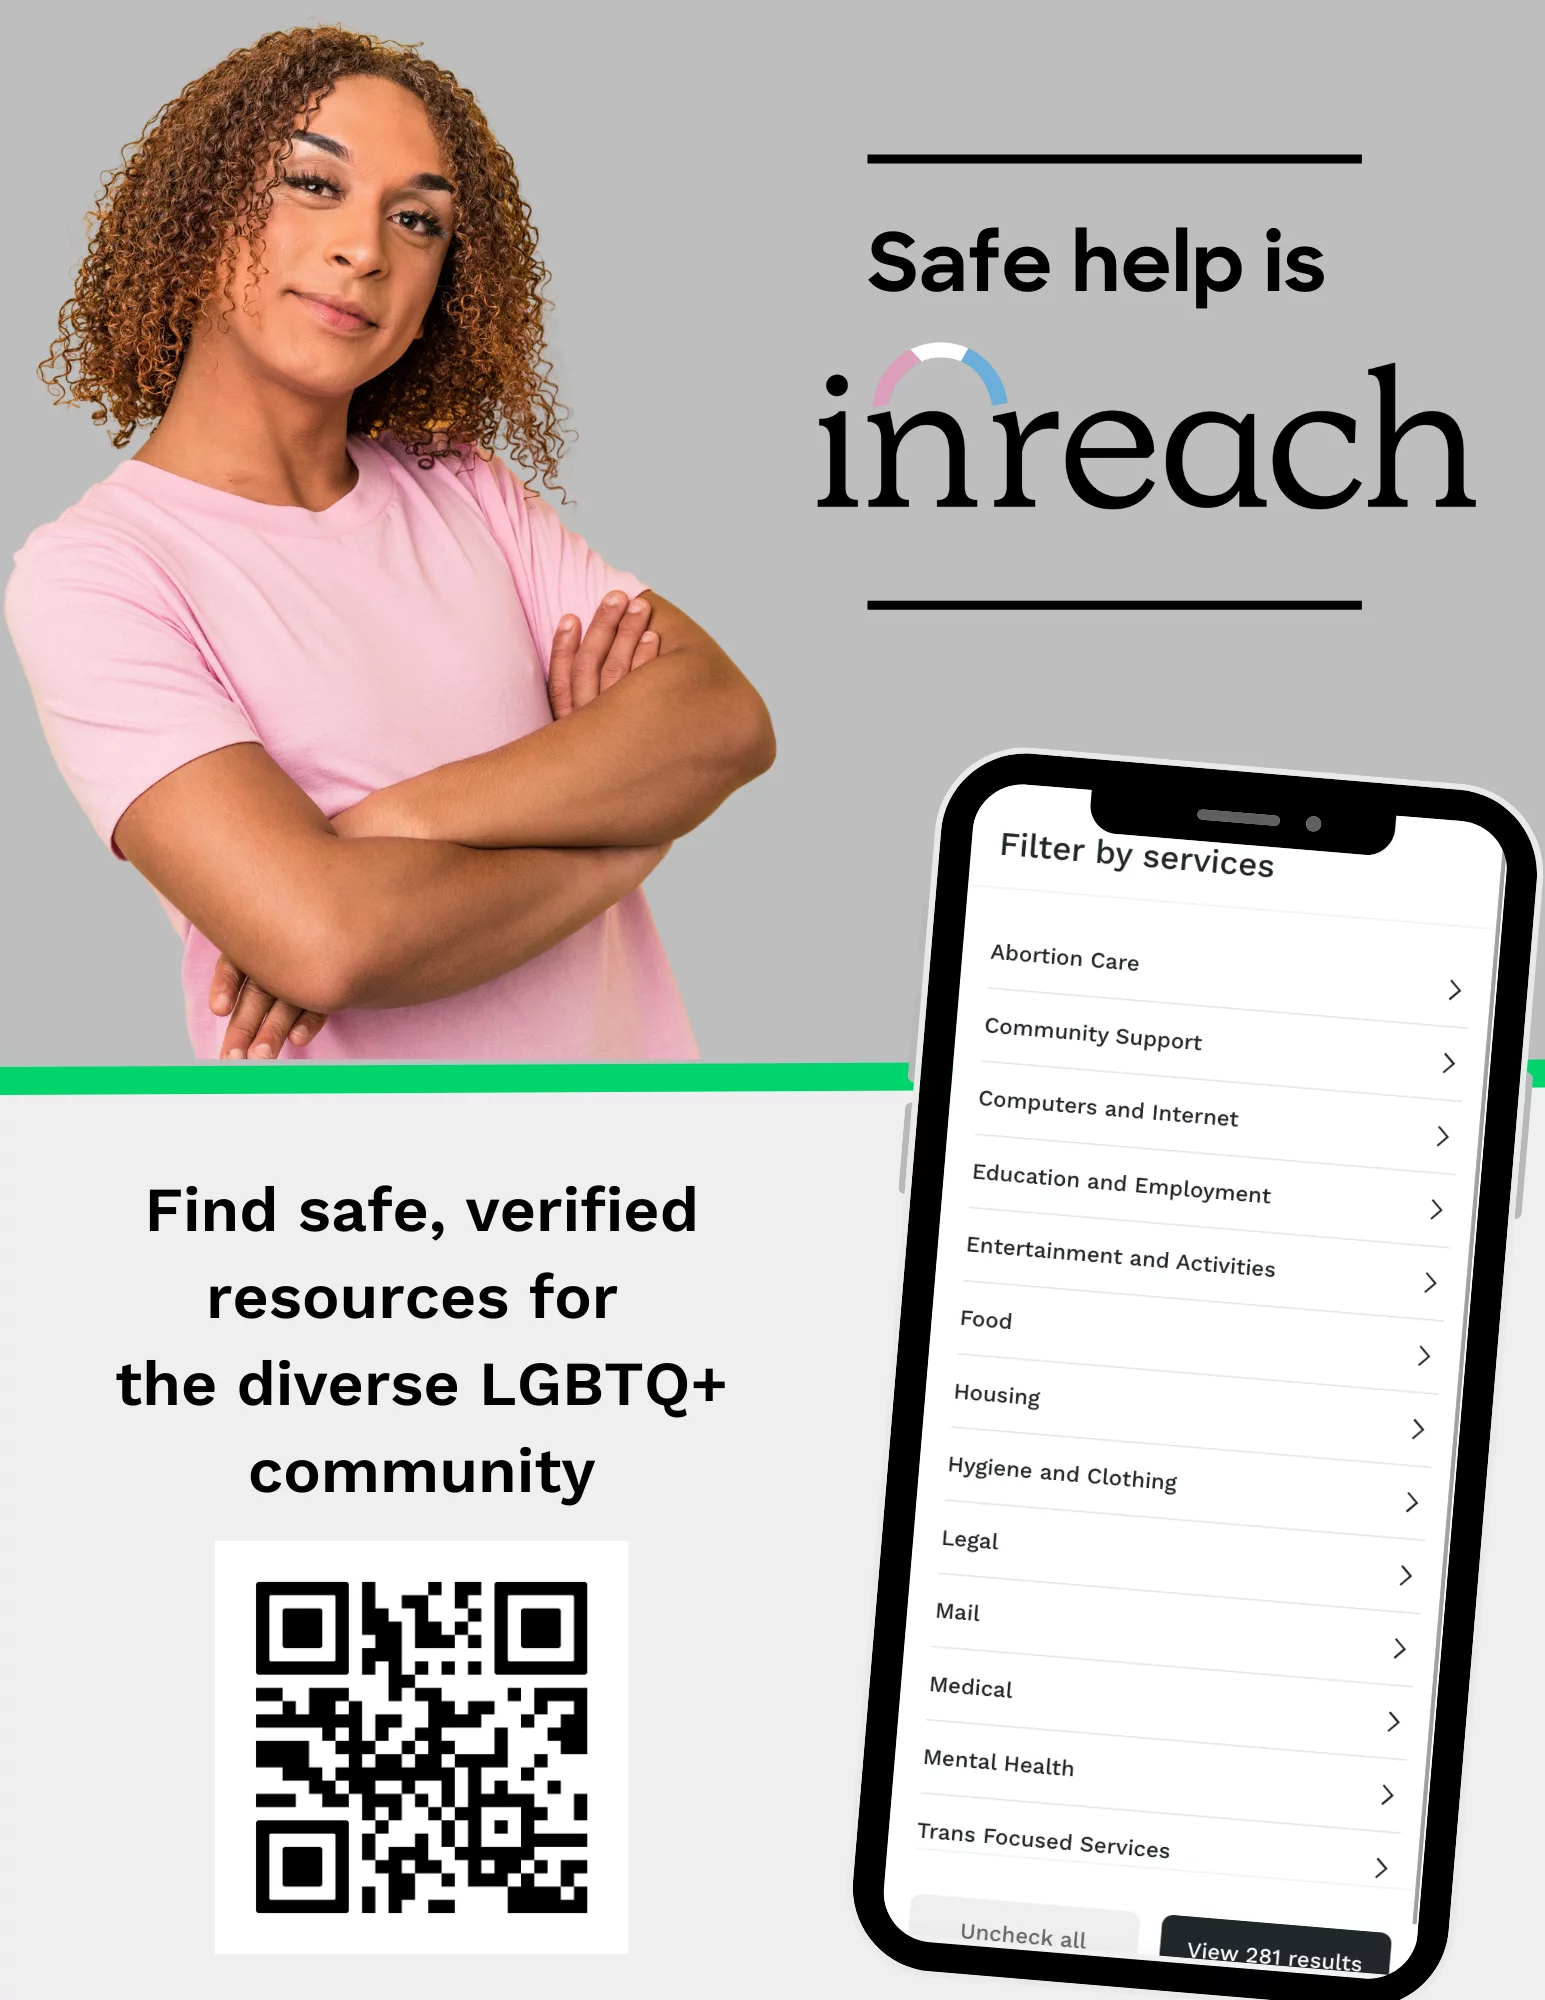 Safe help is
inreach
Find safe, verified
resources for
the diverse LGBTQ+
community
Filter by services
Abortion Care
Community Support
Computers and Internet
Education and Employment
Entertainment and Activities
Food
Housing
Hygiene and Clothing
Legal
Mail
Medical
Mental Health
Trans Focused Services
Uncheck all
View 281 results